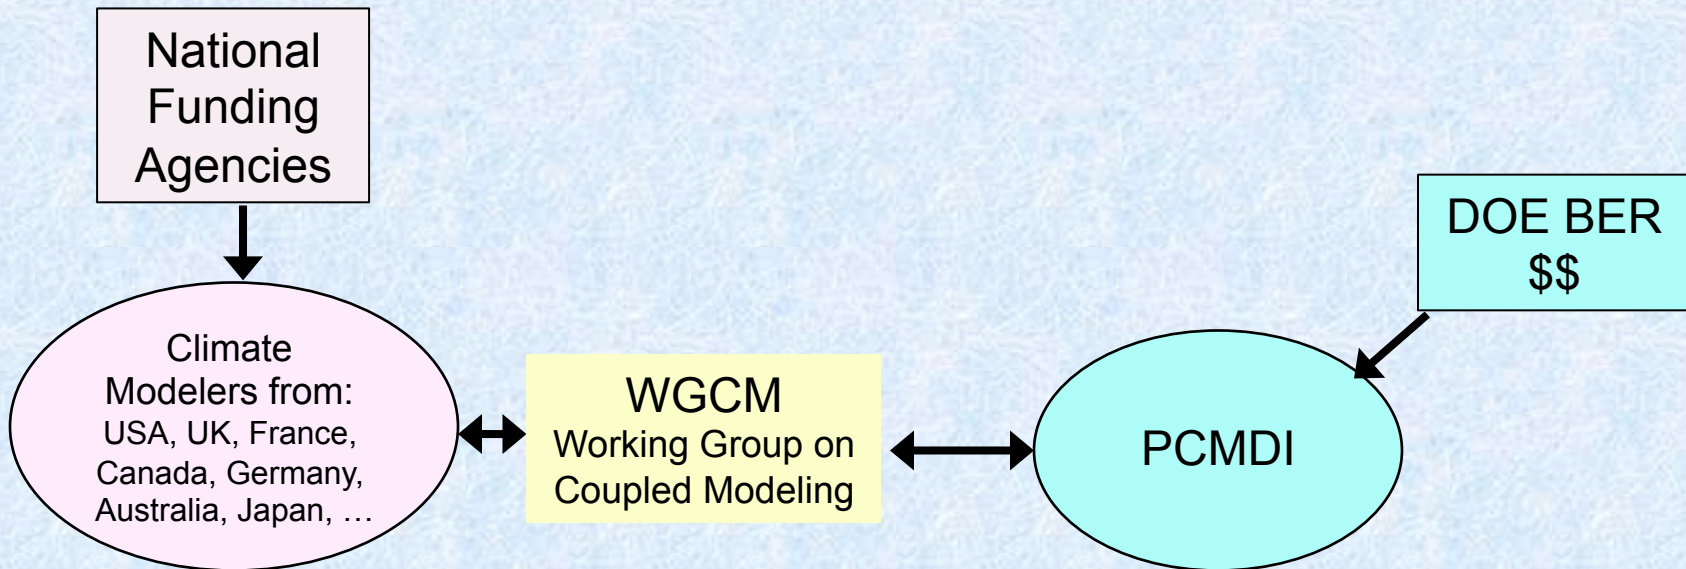 National
Funding
Agencies
DOE BER
$$
Climate
Modelers from:
USA, UK, France,
Canada, Germany,
Australia, Japan, …
WGCM
Working Group on
Coupled Modeling
PCMDI